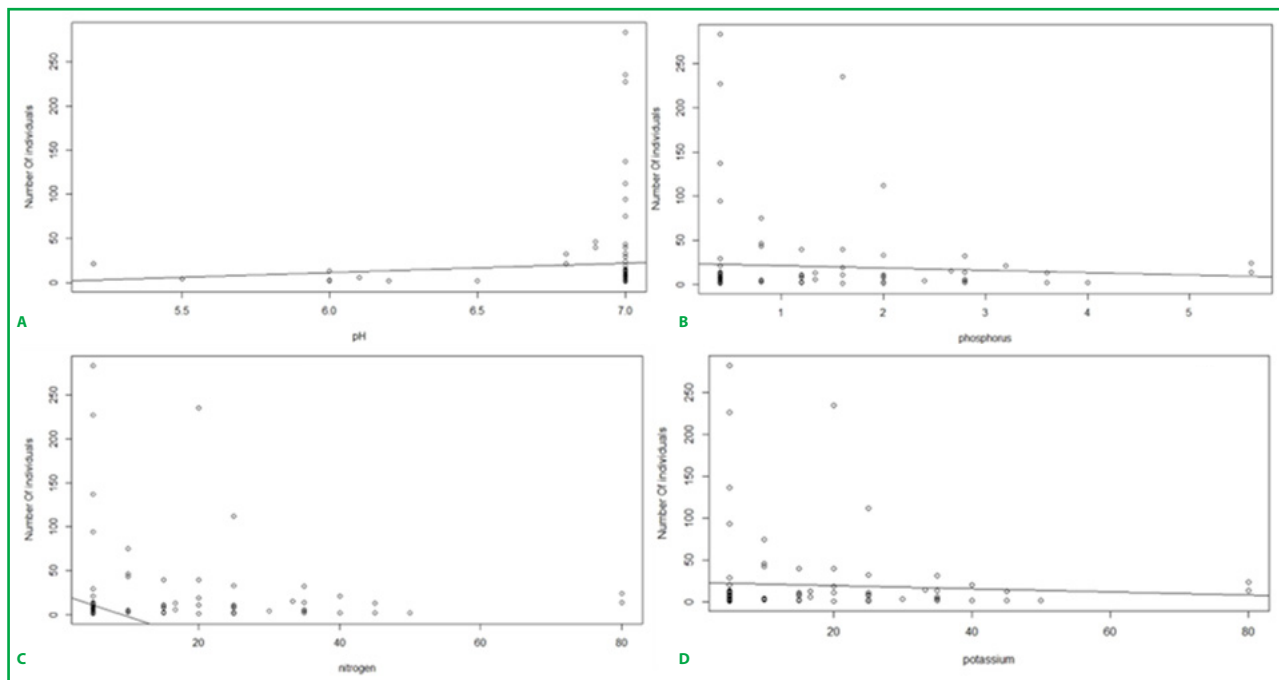 Number Of individuals
0 50 100 150 200 250
5.5 6.0 6.5 7.0
A
pH
Number Of individuals
0 50 100 150 200 250
1 2 3 4 5
B
phosphorus
Number Of individuals
0 50 100 150 200 250
20 40 60 80
C
nitrogen
Number Of individuals
0 50 100 150 200 250
20 40 60 80
D
potassium